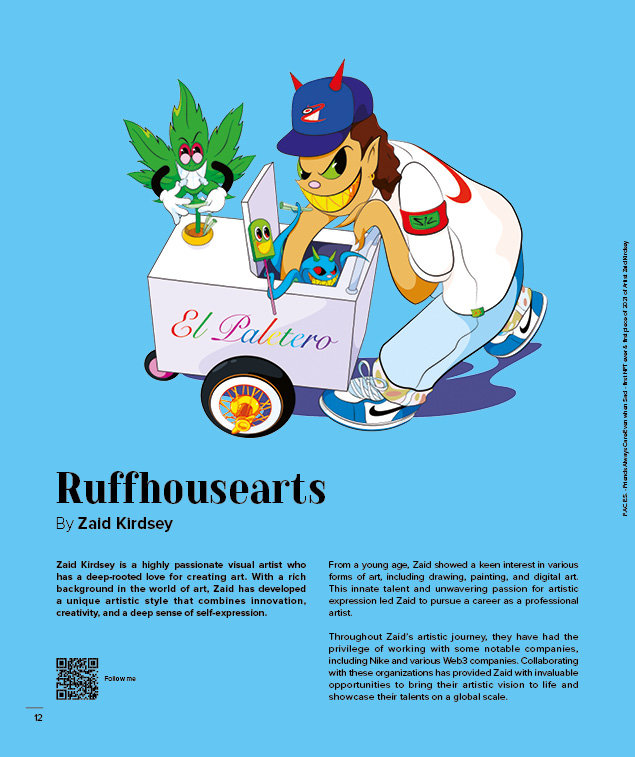 El Paletero
Ruffhousearts
By Zaid Kirdsey
Zaid Kirdsey is a highly passionate visual artist who
has a deep-rooted love for creating art. With a rich
background in the world of art, Zaid has developed
a unique artistic style that combines innovation,
creativity, and a deep sense of self-expression.
From a young age, Zaid showed a keen interest in various
forms of art, including drawing, painting, and digital art.
This innate talent and unwavering passion for artistic
expression led Zaid to pursue a career as a professional
artist.
Throughout Zaid's artistic journey, they have had the
privilege of working with some notable companies,
including Nike and various Web3 companies. Collaborating
with these organizations has provided Zaid with invaluable
opportunities to bring their artistic vision to life and
showcase their talents on a global scale.
Follow me
12
F.A.C.E.S. - Friends Always Care Even when Sad - first NFT ever & first piece of 2021 of Artist Zaid Kirdsey